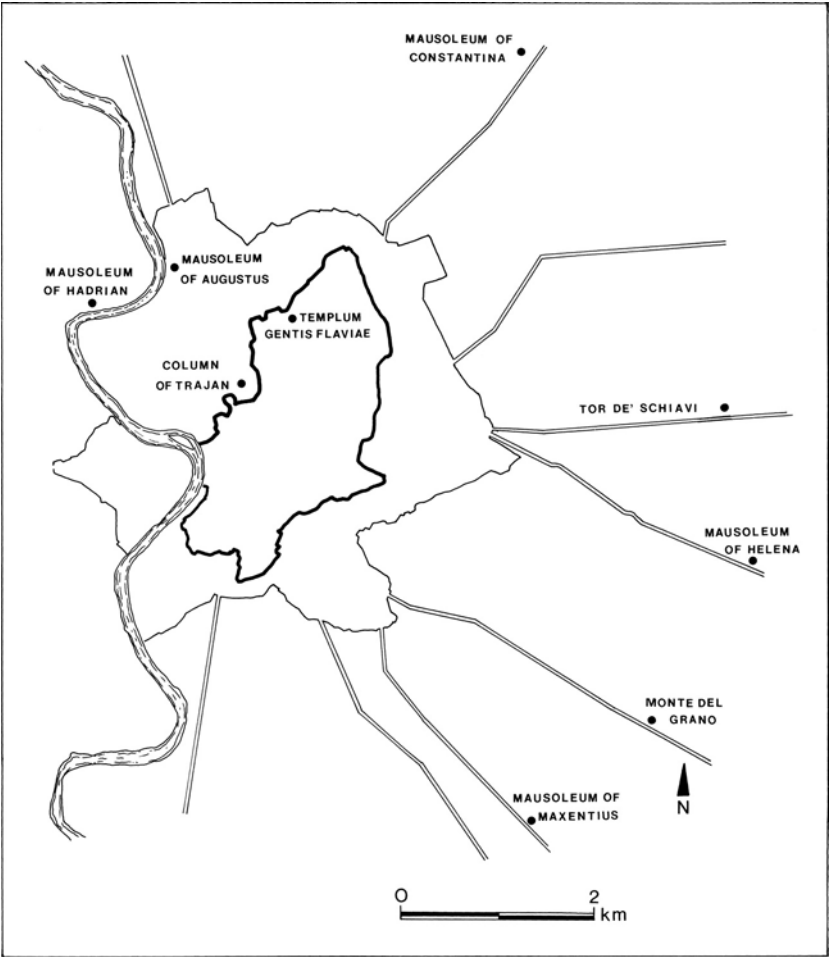 MAUSOLEUM OF
CONSTANTINA
MAUSOLEUM
OF AUGUSTUS
MAUSOLEUM
OF HADRIAN
TEMPLUM
GENTIS FLAVIAE
COLUMN
OF TRAJAN
TOR DE' SCHIAVI
MAUSOLEUM
OF HELENA
MONTE DEL
GRANO
N
MAUSOLEUM OF
MAXENTIUS
0 2
km